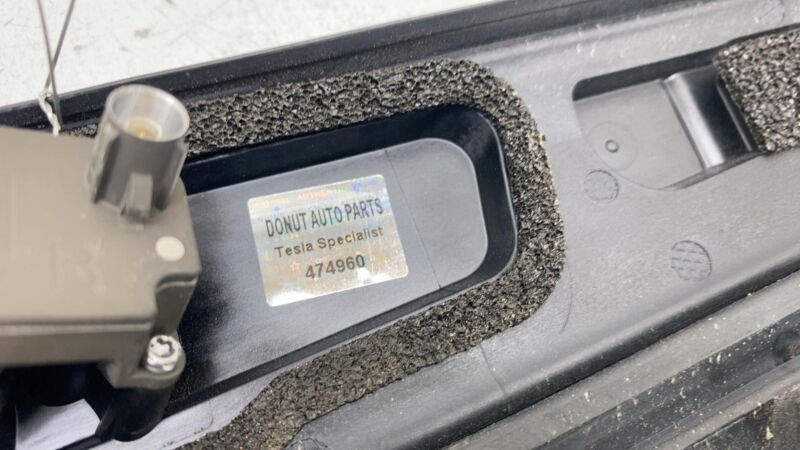 DONUT AUTO PARTS
Tesla Specialist
474960